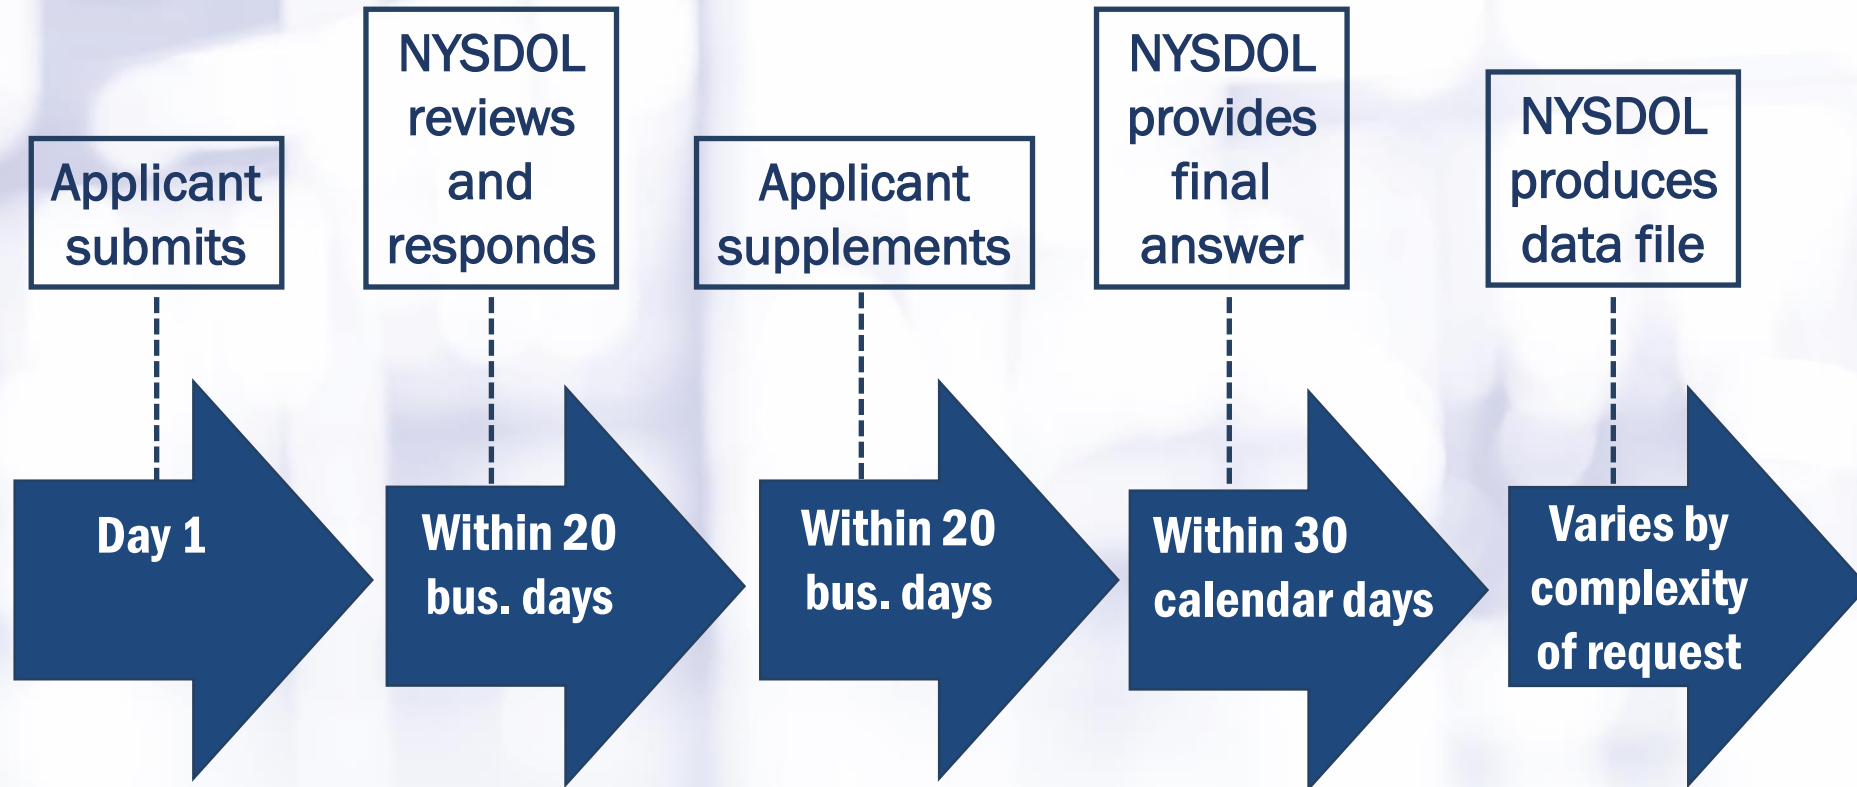 Applicant
submits
NYSDOL
reviews
and
responds
Applicant
supplements
NYSDOL
provides
final
answer
NYSDOL
produces
data file
Day 1
Within 20
bus. days
Within 20
bus. days
Within 30
calendar days
Varies by
complexity
of request